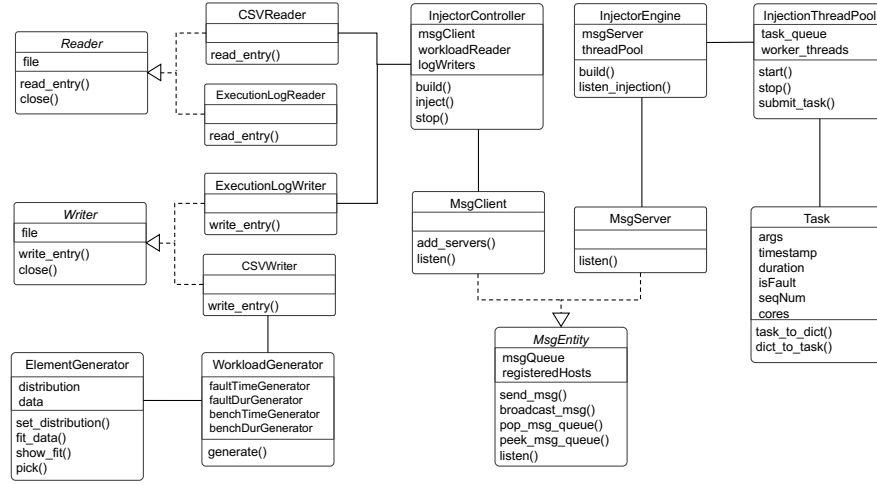 CSVReader
read_entry()
Reader
file
read_entry()
close()
ExecutionLogReader
read_entry()
ExecutionLogWriter
write_entry()
Writer
file
write_entry()
close()
CSVWriter
write_entry()
ElementGenerator
distribution
data
set_distribution()
fit_data()
show_fit()
pick()
WorkloadGenerator
faultTimeGenerator
faultDurGenerator
benchTimeGenerator
benchDurGenerator
generate()
InjectorController
msgClient
workloadReader
logWriters
build()
inject()
stop()
MsgClient
add_servers()
listen()
InjectorEngine
msgServer
threadPool
build()
listen_injection()
MsgServer
listen()
MsgEntity
msgQueue
registeredHosts
send_msg()
broadcast_msg()
pop_msg_queue()
peek_msg_queue()
listen()
InjectionThreadPool
task_queue
worker_threads
start()
stop()
submit_task()
Task
args
timestamp
duration
isFault
seqNum
cores
task_to_dict()
dict_to_task()